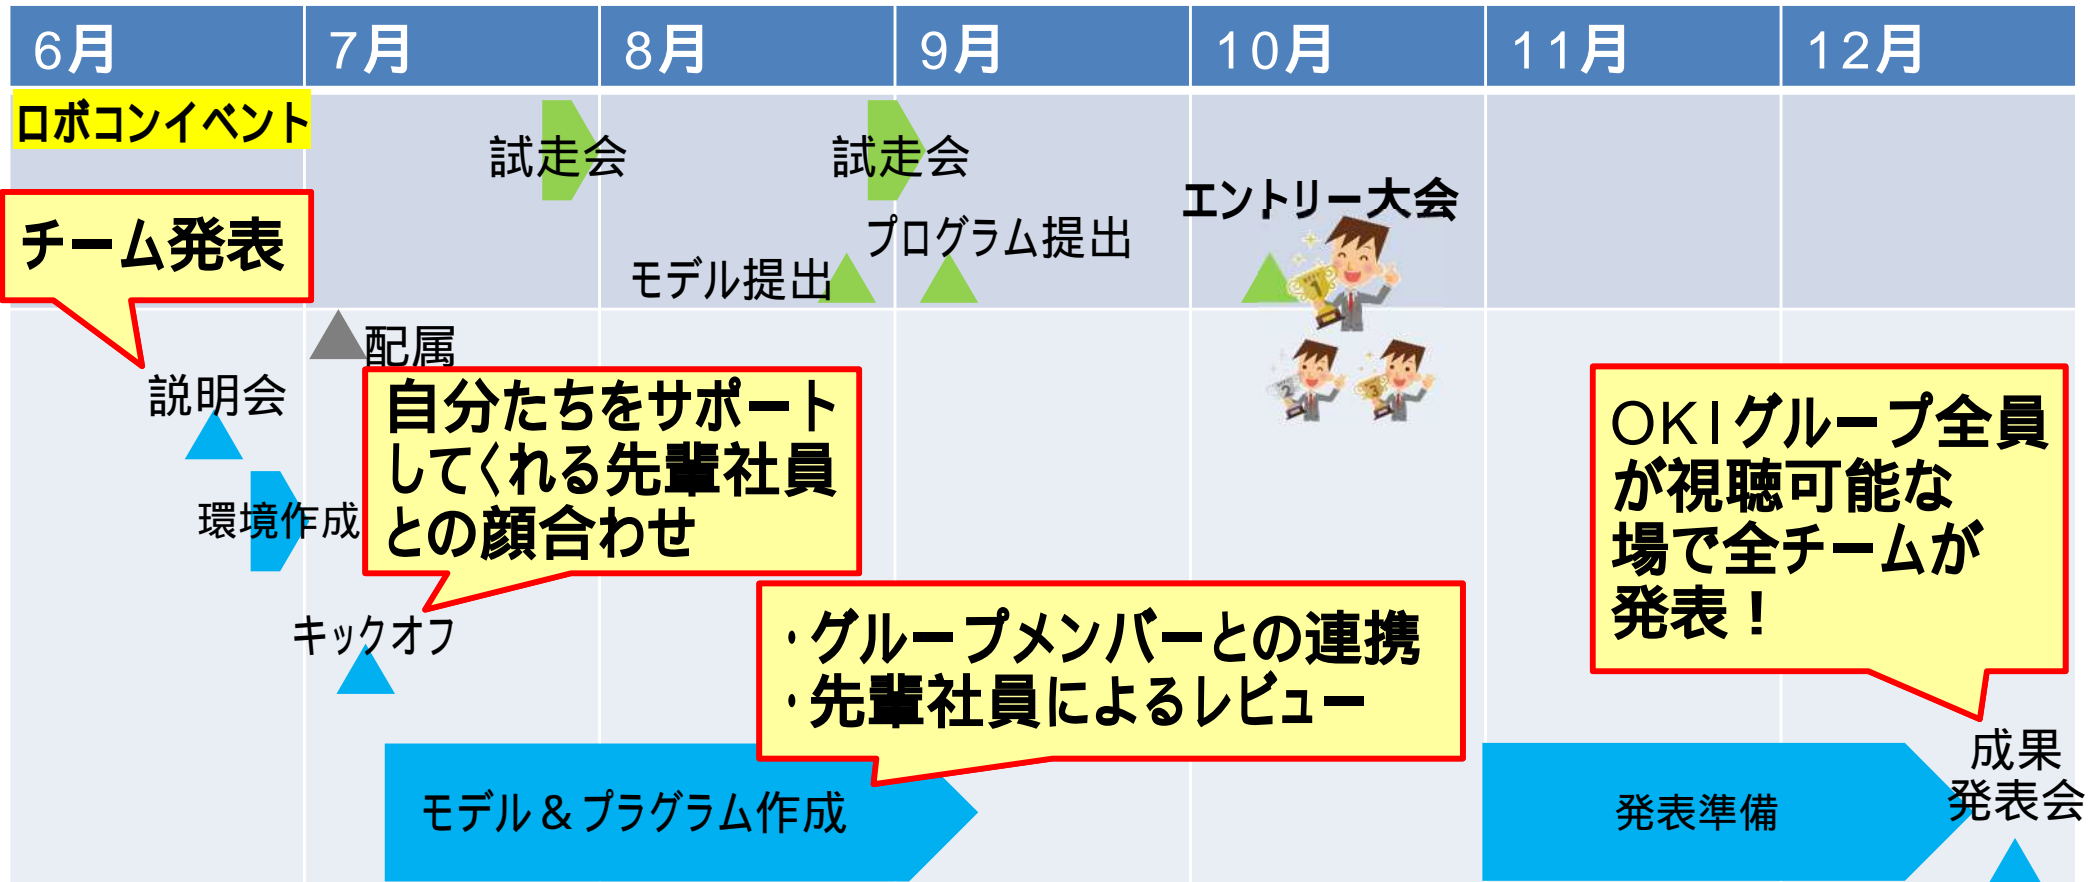 6月 7月 8月 9月 10月 11月 12月
ロボコンイベント
試走会 試走会
エントリー大会
チーム発表
プログラム提出
モデル提出
配属
説明会
自分たちをサポート
してくれる先輩社員
との顔合わせ
OKIグループ全員
が視聴可能な
場で全チームが
発表！
環境作成
キックオフ
・グループメンバーとの連携
・先輩社員によるレビュー
モデル＆プラグラム作成
発表準備
成果
発表会